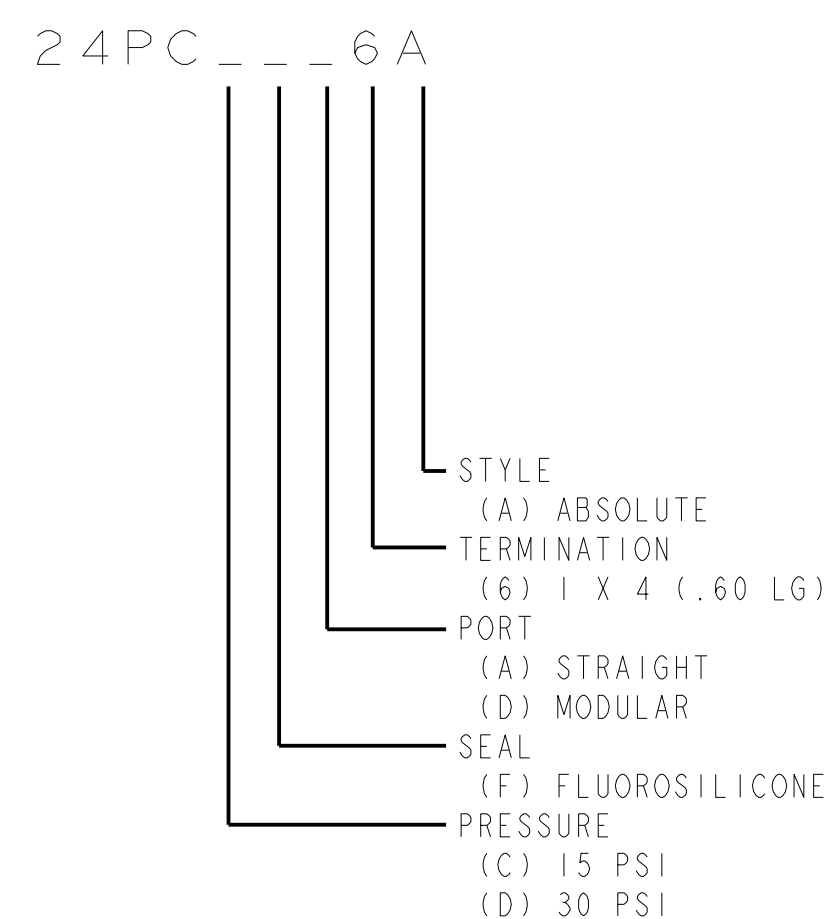 24PC___6A
STYLE
(A) ABSOLUTE
TERMINATION
(6) 1 X 4 (.60 LG)
PORT
(A) STRAIGHT
(D) MODULAR
SEAL
(F) FLUOROSILICONE
PRESSURE
(C) 15 PSI
(D) 30 PSI